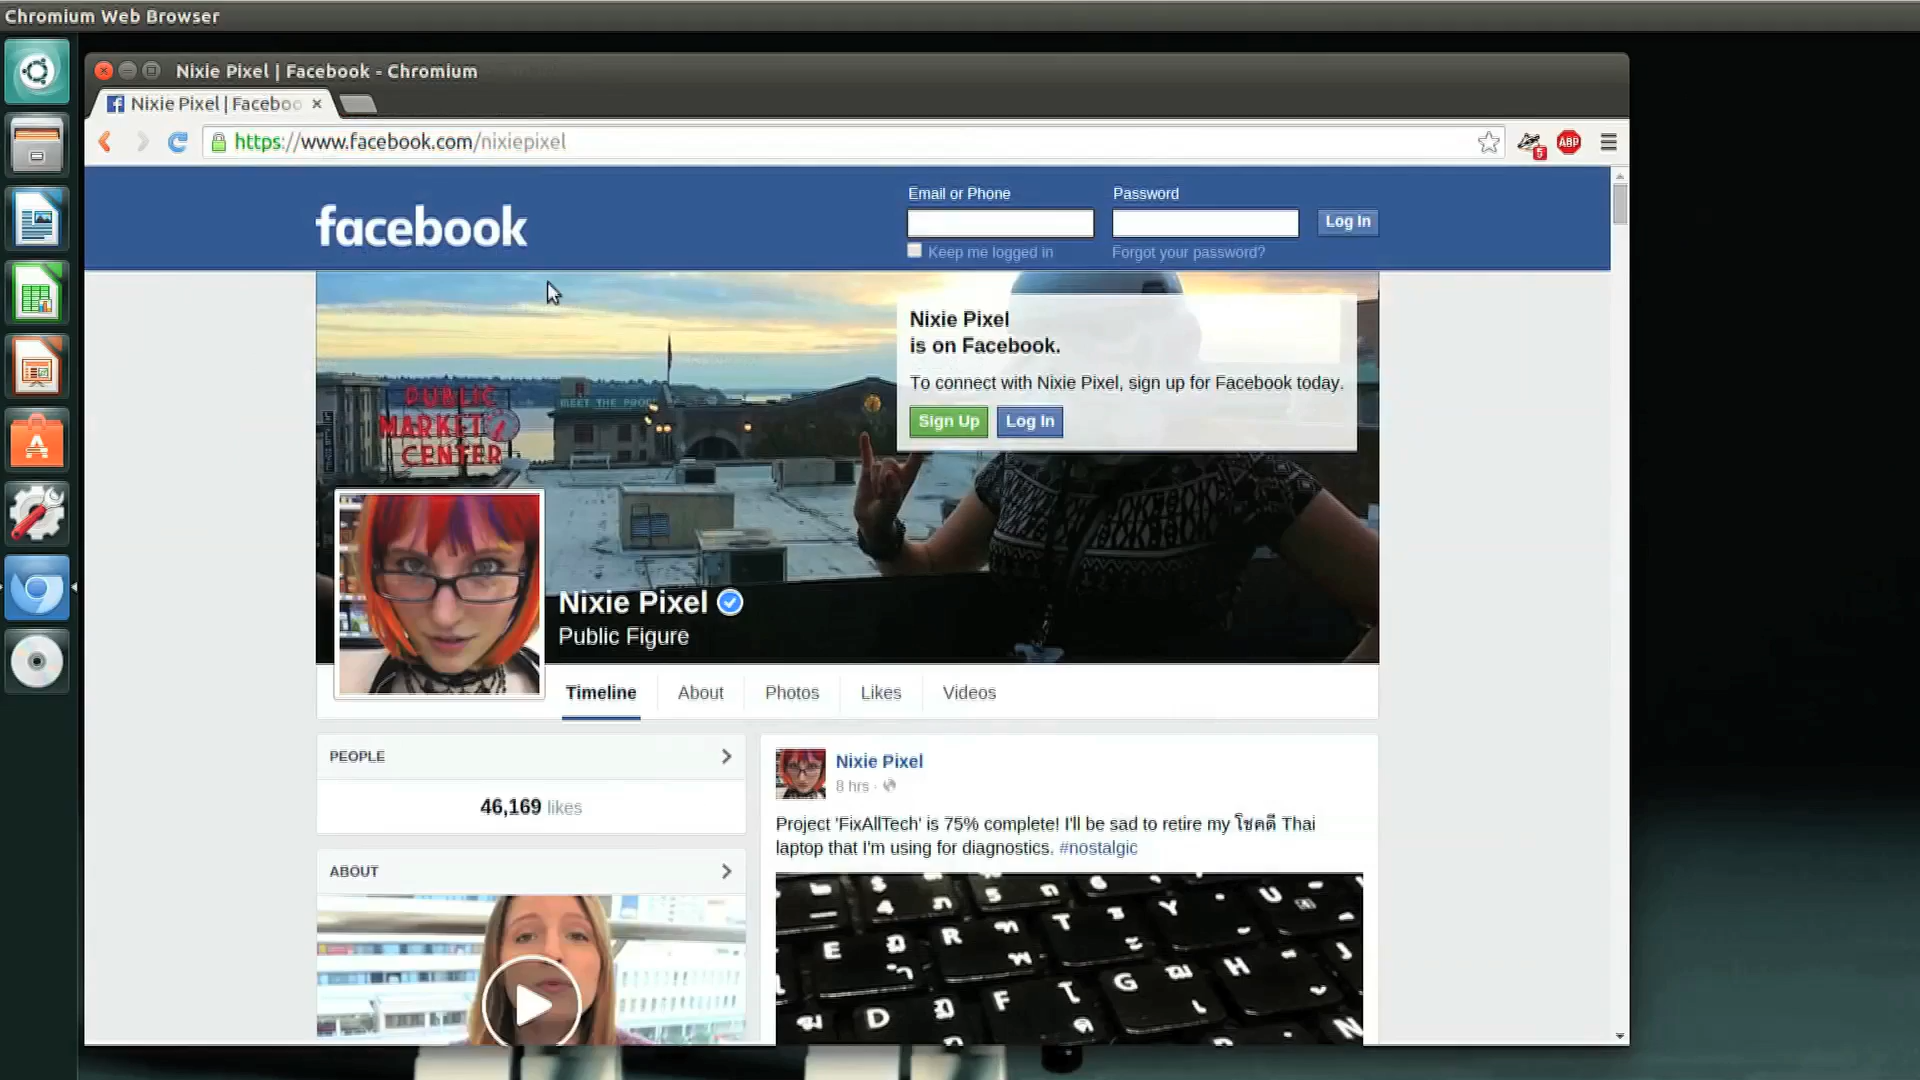 Chromium Web Browser
Nixie Pixel | Facebook - Chromium
Nixie Pixel | Faceboo
https://www.facebook.com/nixiepixel
5
ABP
facebook
Email or Phone
Password
Log In
Keep me logged in
Forgot your password?
Nixie Pixel
is on Facebook.
To connect with Nixie Pixel, sign up for Facebook today.
Sign Up
Log In
PUBLIC
MARKET
CENTER
MEET THE
Nixie Pixel
Public Figure
Timeline
About
Photos
Likes
Videos
PEOPLE
46,169 likes
ABOUT
Nixie Pixel
8 hrs ·
Project 'FixAllTech' is 75% complete! I'll be sad to retire my โชคดี Thai
laptop that I'm using for diagnostics. #nostalgic
E
R
T
Y
U
D
F
G
H
J
N